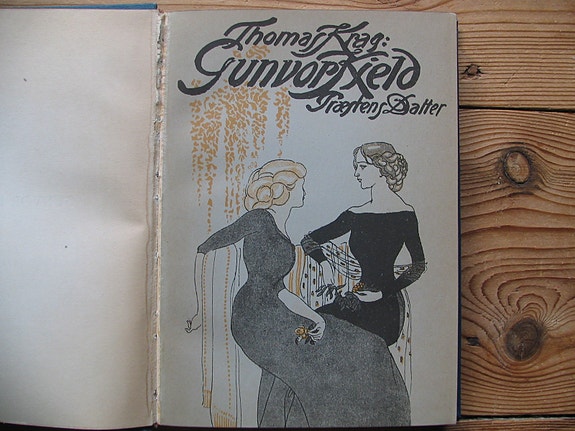 Thomas Krag:
Gunvor Kjeld
Præstens Datter